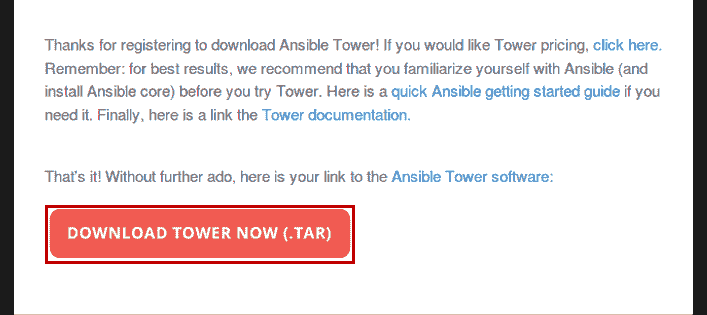 Thanks for registering to download Ansible Tower! If you would like Tower pricing, click here.
Remember: for best results, we recommend that you familiarize yourself with Ansible (and
install Ansible core) before you try Tower. Here is a quick Ansible getting started guide if you
need it. Finally, here is a link the Tower documentation.
That's it! Without further ado, here is your link to the Ansible Tower software:
DOWNLOAD TOWER NOW (.TAR)